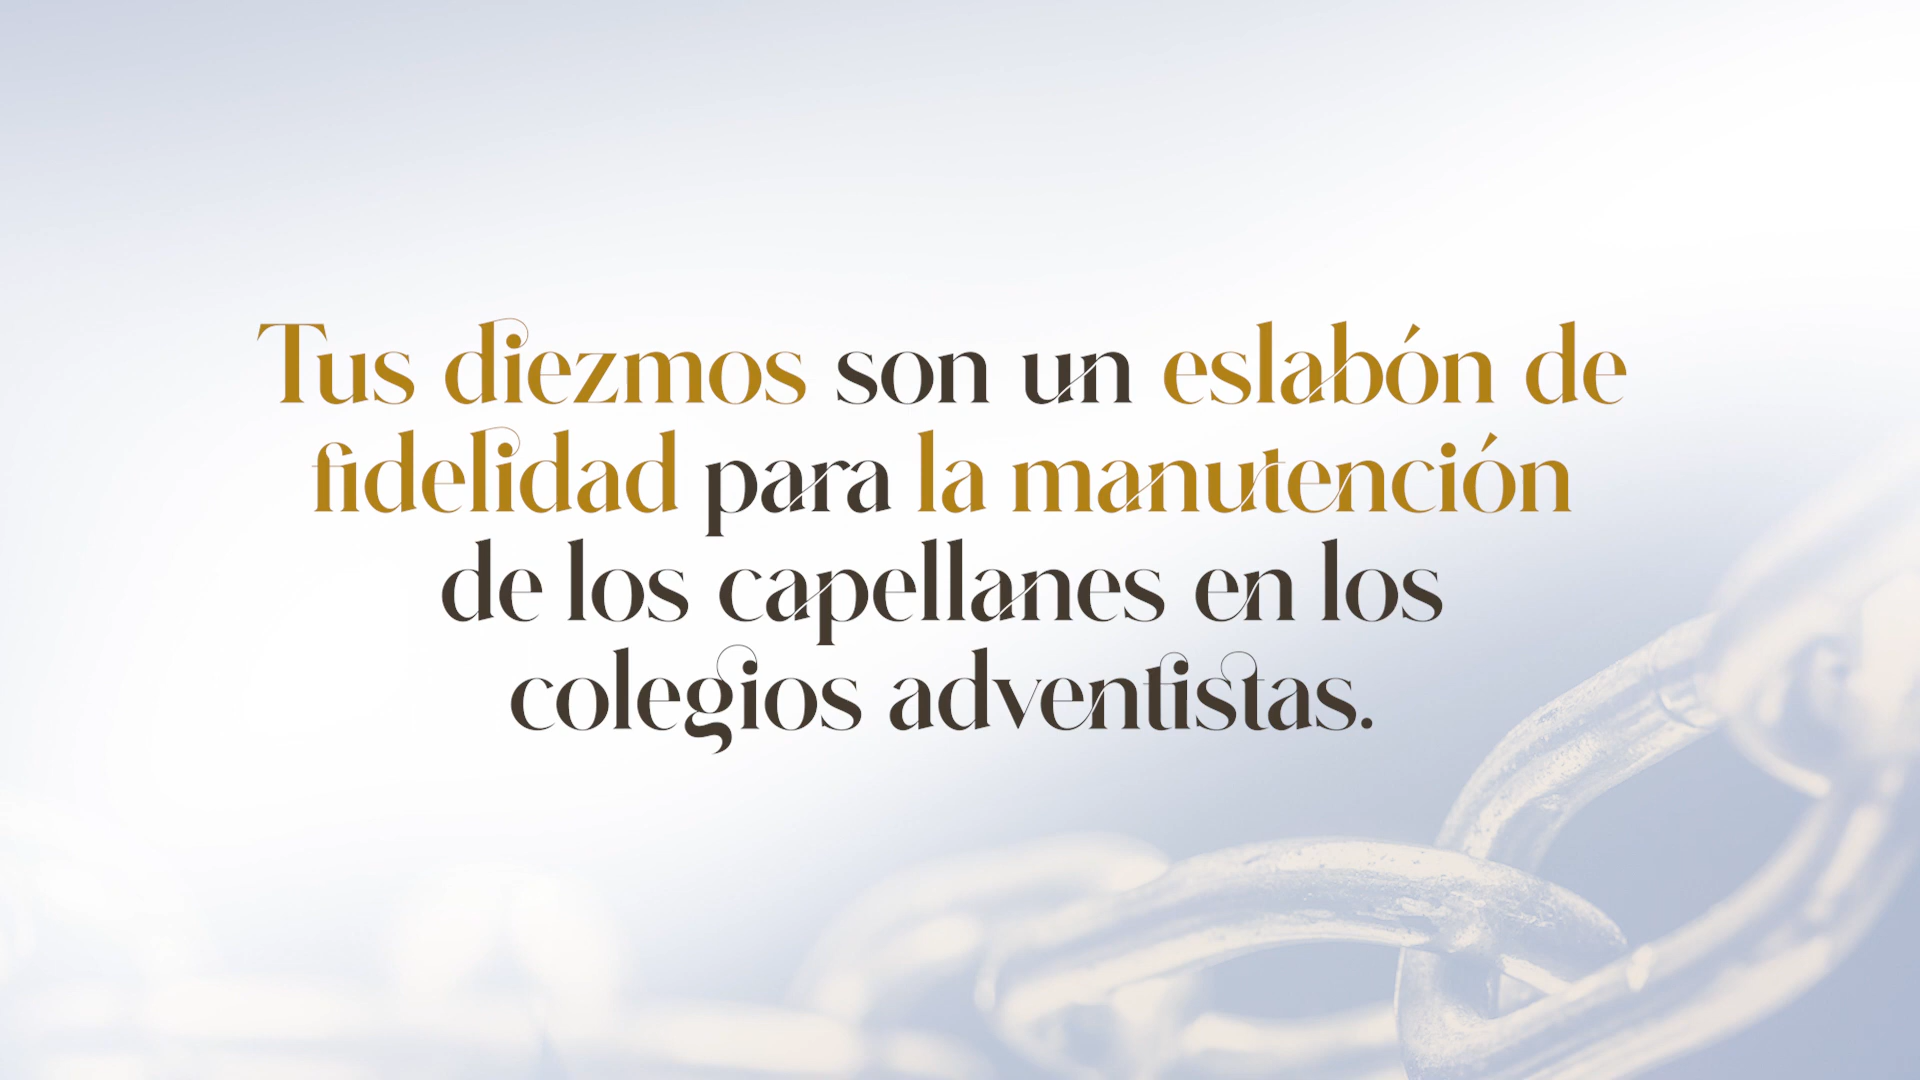 Tus diezmos son un eslabón de
fidelidad para la manutención
de los capellanes en los
colegios adventistas.